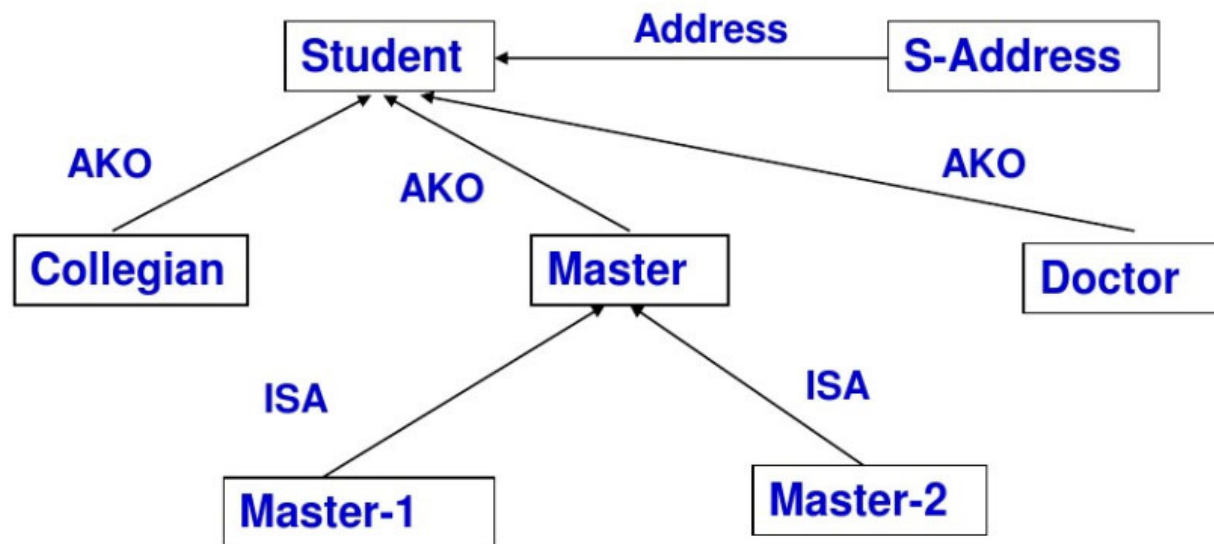 Address
Student
S-Address
AKO
AKO
AKO
Collegian
Master
Doctor
ISA
ISA
Master-1
Master-2